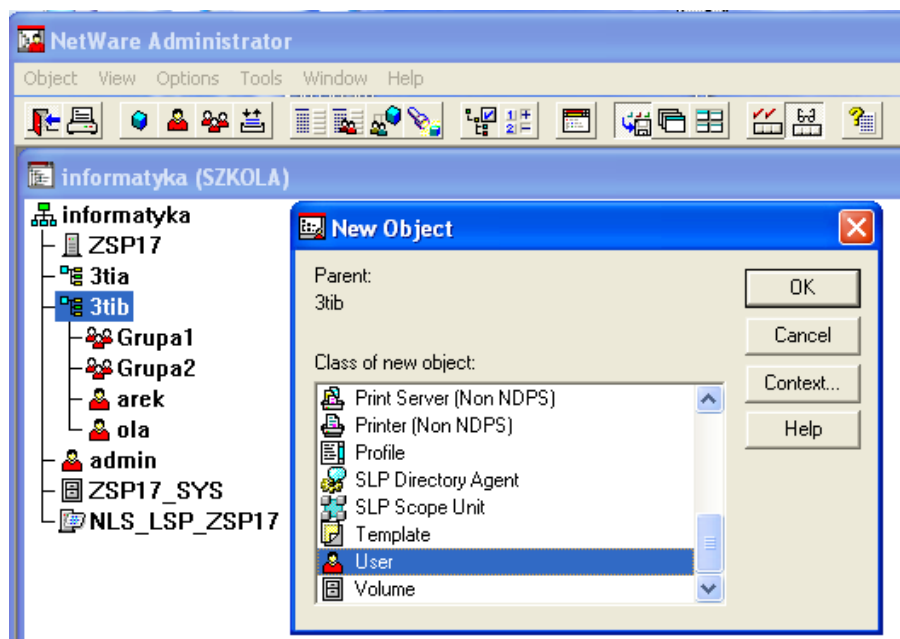 NetWare Administrator
Object View Options Tools Window Help
informatyka (SZKOLA)
informatyka
ZSP17
3tia
3tib
Grupa1
Grupa2
arek
ola
admin
ZSP17_SYS
NLS_LSP_ZSP17
New Object
Parent:
3tib
Class of new object:
Print Server (Non NDPS)
Printer (Non NDPS)
Profile
SLP Directory Agent
SLP Scope Unit
Template
User
Volume
OK
Cancel
Context...
Help